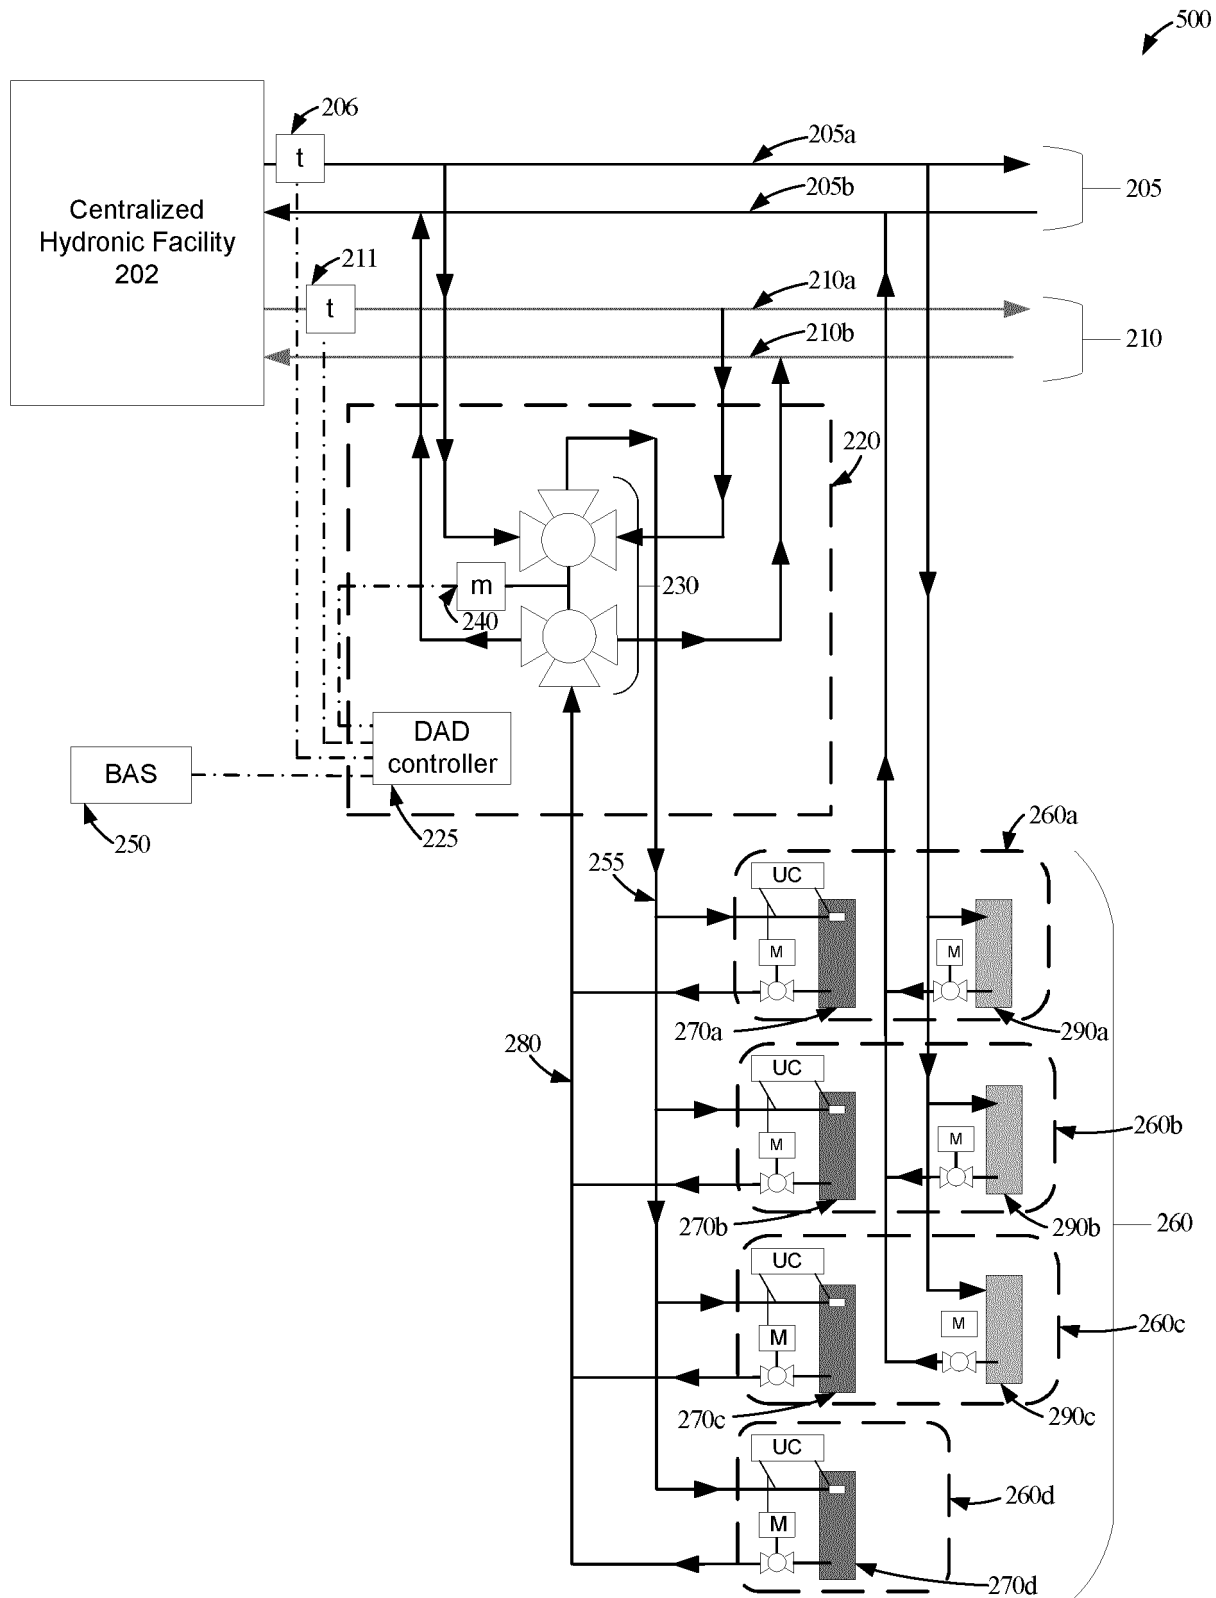 500
206
t
205a
205b
205
Centralized
Hydronic Facility
202
211
t
210a
210b
210
220
230
m
240
DAD
controller
BAS
250
225
260a
255
UC
M
M
270a
290a
280
UC
M
M
260b
270b
290b
260
UC
M
M
260c
270c
290c
UC
M
260d
270d